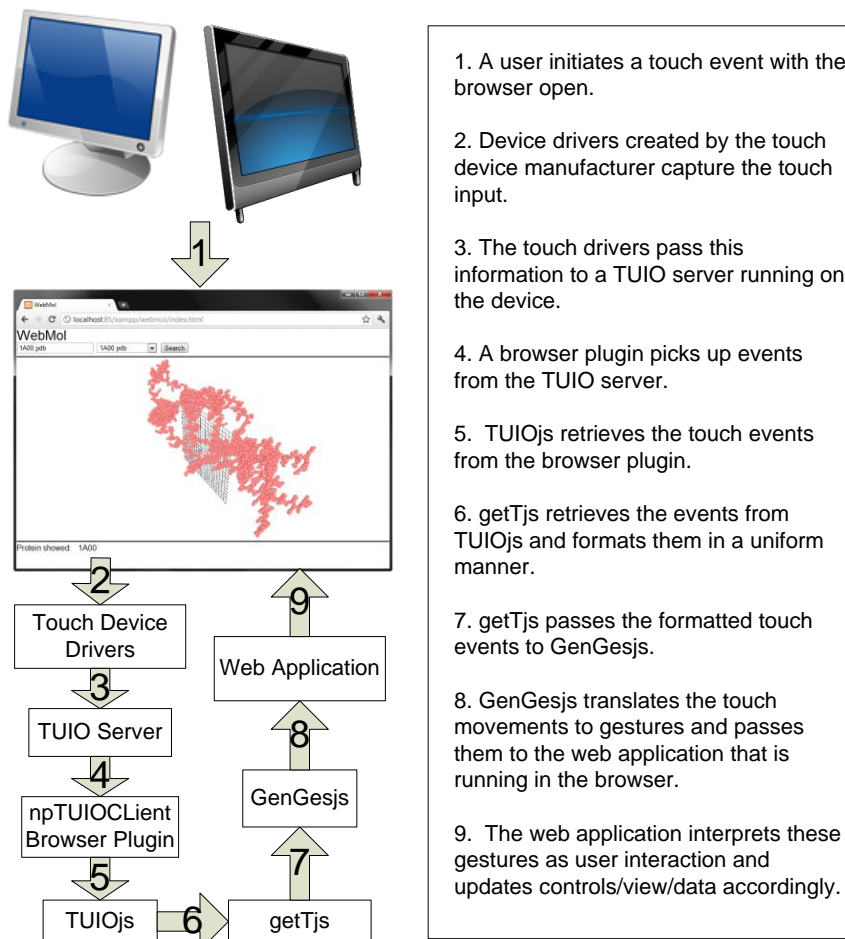 1
WebMol
localhost:85/xampp/webmol/index.html
WebMol
1A00.pdb 1A00.pdb Search
Protein showed: 1A00
2
Touch Device
Drivers
3
TUIO Server
4
npTUIOCLient
Browser Plugin
5
TUIOjs
6
getTjs
7
GenGesjs
8
Web Application
9
1. A user initiates a touch event with the
browser open.
2. Device drivers created by the touch
device manufacturer capture the touch
input.
3. The touch drivers pass this
information to a TUIO server running on
the device.
4. A browser plugin picks up events
from the TUIO server.
5. TUIOjs retrieves the touch events
from the browser plugin.
6. getTjs retrieves the events from
TUIOjs and formats them in a uniform
manner.
7. getTjs passes the formatted touch
events to GenGesjs.
8. GenGesjs translates the touch
movements to gestures and passes
them to the web application that is
running in the browser.
9. The web application interprets these
gestures as user interaction and
updates controls/view/data accordingly.